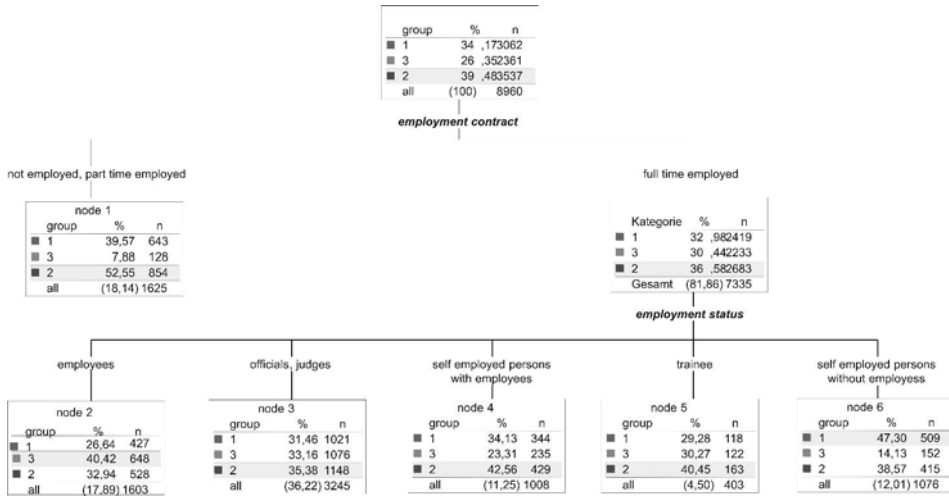 group % n
1 34 ,173062
3 26 ,352361
2 39 ,483537
all (100) 8960
employment contract
not employed, part time employed
full time employed
node 1
group % n
1 39,57 643
3 7,88 128
2 52,55 854
all (18,14) 1625
Kategorie % n
1 32 ,982419
3 30 ,442233
2 36 ,582683
Gesamt (81,86) 7335
employment status
employees
officials, judges
self employed persons
with employees
trainee
self employed persons
without employess
node 2
group % n
1 26,64 427
3 40,42 648
2 32,94 528
all (17,89) 1603
node 3
group % n
1 31,46 1021
3 33,16 1076
2 35,38 1148
all (36,22) 3245
node 4
group % n
1 34,13 344
3 23,31 235
2 42,56 429
all (11,25) 1008
node 5
group % n
1 29,28 118
3 30,27 122
2 40,45 163
all (4,50) 403
node 6
group % n
1 47,30 509
3 14,13 152
2 38,57 415
all (12,01) 1076